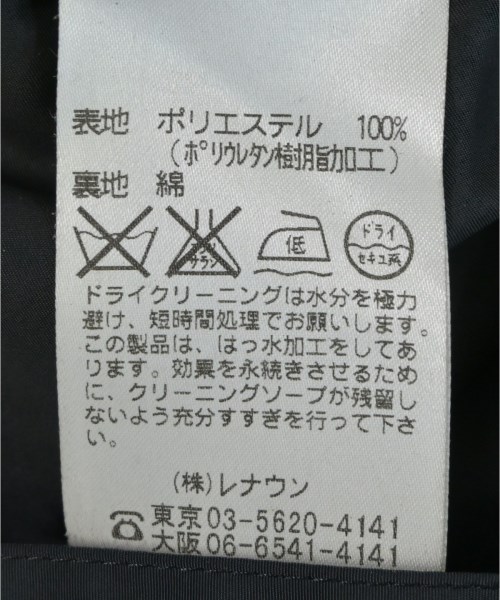 表地 ポリエステル 100%
(ポリウレタン樹脂加工)
裏地 綿
エンソ サラシ 低 ドライ セキユ系
ドライクリーニングは水分を極力
避け、短時間処理でお願いします。
この製品は、はっ水加工をしてあ
ります。効果を永続きさせるため
に、クリーニングソープが残留し
ないよう充分すすぎを行って下さ
い。
(株)レナウン
☎東京03-5620-4141
大阪06-6541-4141